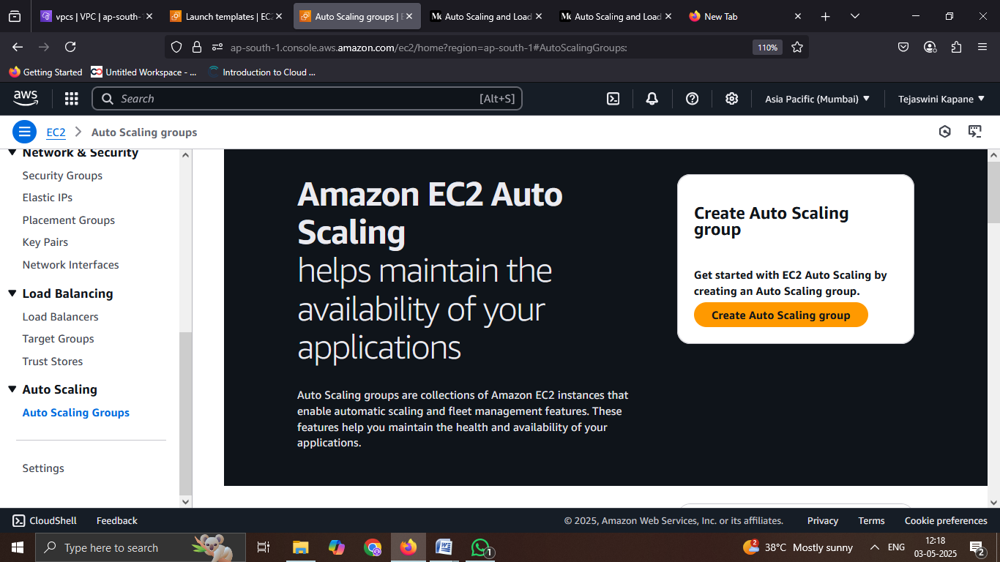 vpcs | VPC | ap-south-
Launch templates | EC2
Auto Scaling groups | E
Auto Scaling and Load
Auto Scaling and Load
New Tab
ap-south-1.console.aws.amazon.com/ec2/home?region=ap-south-1#AutoScalingGroups:
110%
Getting Started
Untitled Workspace - ...
Introduction to Cloud ...
aws
Search
[Alt+S]
Asia Pacific (Mumbai)
Tejaswini Kapane
EC2
Auto Scaling groups
Network & Security
Security Groups
Elastic IPs
Placement Groups
Key Pairs
Network Interfaces
Load Balancing
Load Balancers
Target Groups
Trust Stores
Auto Scaling
Auto Scaling Groups
Settings
Amazon EC2 Auto
Scaling
helps maintain the
availability of your
applications
Auto Scaling groups are collections of Amazon EC2 instances that
enable automatic scaling and fleet management features. These
features help you maintain the health and availability of your
applications.
Create Auto Scaling
group
Get started with EC2 Auto Scaling by
creating an Auto Scaling group.
Create Auto Scaling group
CloudShell
Feedback
© 2025, Amazon Web Services, Inc. or its affiliates.
Privacy
Terms
Cookie preferences
Type here to search
1
2
38°C Mostly sunny
ENG
12:18
03-05-2025
2